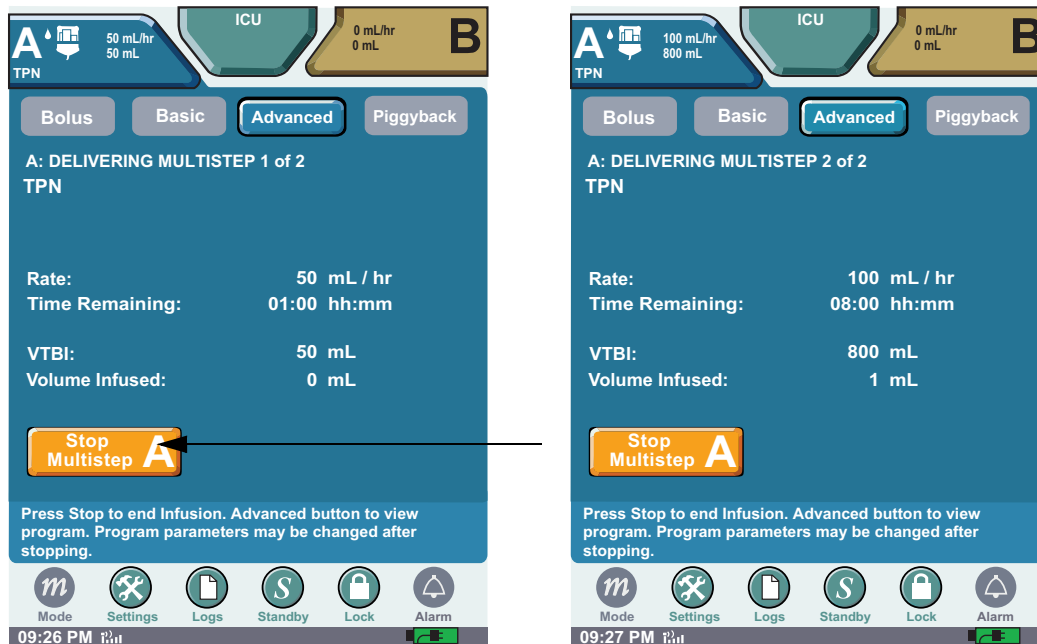 ICU
A
50 mL/hr
50 mL
TPN
0 mL/hr
0 mL
B
Bolus
Basic
Advanced
Piggyback
A: DELIVERING MULTISTEP 1 of 2
TPN
Rate: 50 mL / hr
Time Remaining: 01:00 hh:mm
VTBI: 50 mL
Volume Infused: 0 mL
Stop
Multistep A
Press Stop to end Infusion. Advanced button to view
program. Program parameters may be changed after
stopping.
m S
Mode Settings Logs Standby Lock Alarm
09:26 PM
ICU
A
100 mL/hr
800 mL
TPN
0 mL/hr
0 mL
B
Bolus
Basic
Advanced
Piggyback
A: DELIVERING MULTISTEP 2 of 2
TPN
Rate: 100 mL / hr
Time Remaining: 08:00 hh:mm
VTBI: 800 mL
Volume Infused: 1 mL
Stop
Multistep A
Press Stop to end Infusion. Advanced button to view
program. Program parameters may be changed after
stopping.
m S
Mode Settings Logs Standby Lock Alarm
09:27 PM